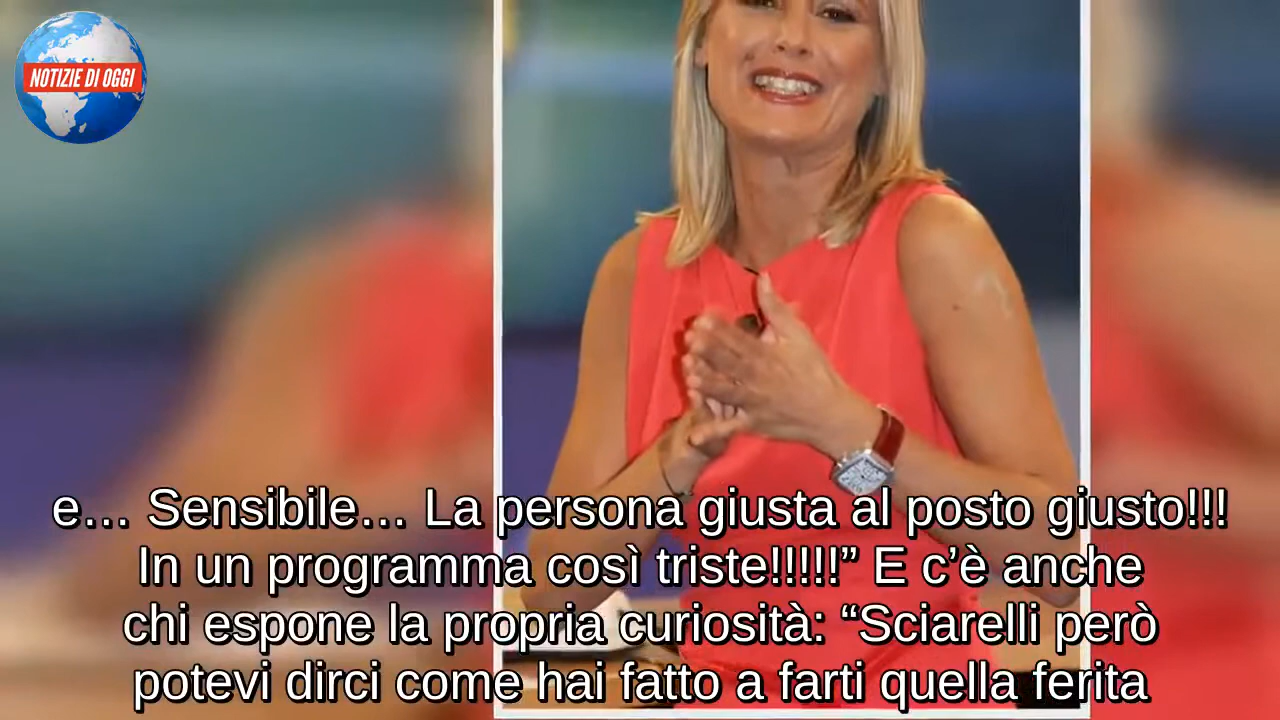 NOTIZIE DI OGGI
e… Sensibile… La persona giusta al posto giusto!!!
In un programma così triste!!!!!” E c’è anche
chi espone la propria curiosità: “Sciarelli però
potevi dirci come hai fatto a farti quella ferita